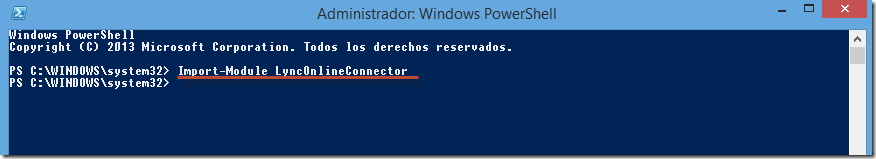 Administrador: Windows PowerShell
Windows PowerShell
Copyright (C) 2013 Microsoft Corporation. Todos los derechos reservados.
PS C:\WINDOWS\system32> Import-Module LyncOnlineConnector
PS C:\WINDOWS\system32>